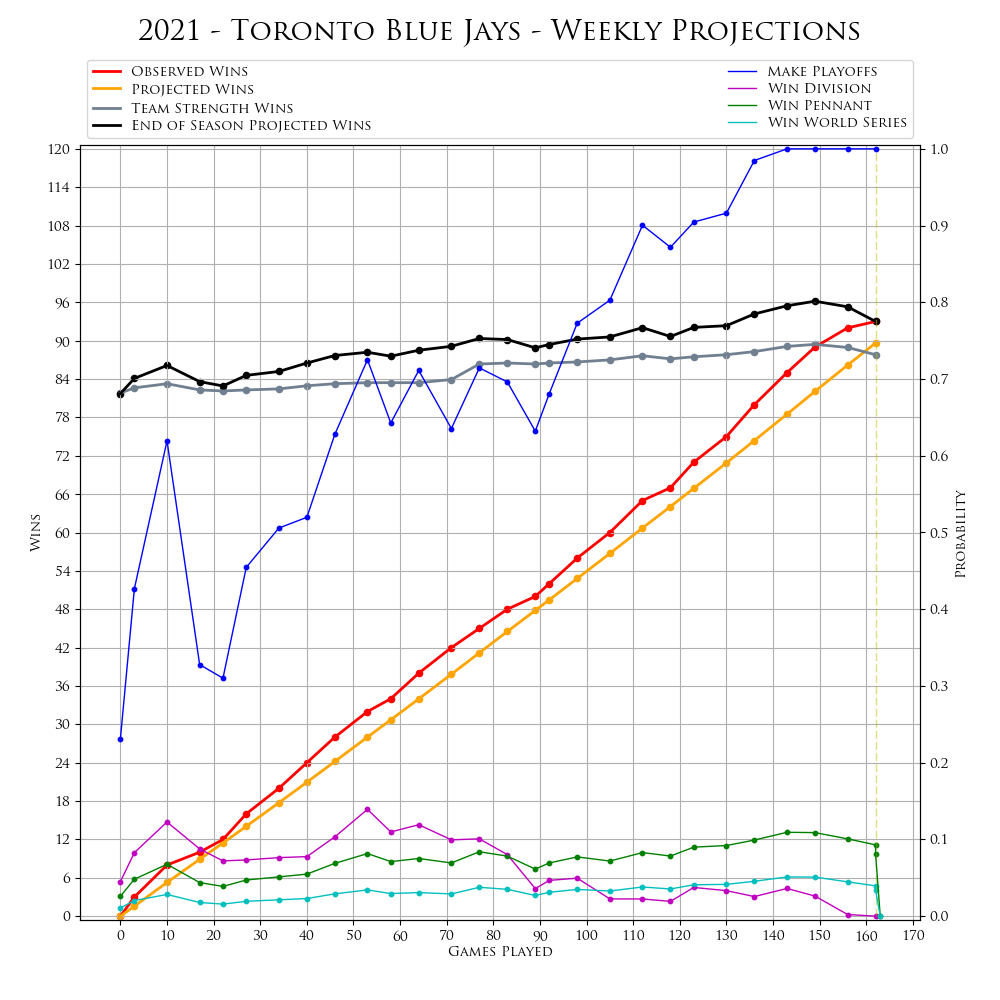 2021 - Toronto Blue Jays - Weekly Projections
Observed Wins
Projected Wins
Team Strength Wins
End of Season Projected Wins
Make Playoffs
Win Division
Win Pennant
Win World Series
120
114
108
102
96
90
84
78
72
66
60
54
48
42
36
30
24
18
12
6
0
Wins
1.0
0.9
0.8
0.7
0.6
0.5
0.4
0.3
0.2
0.1
0.0
Probability
0 10 20 30 40 50 60 70 80 90 100 110 120 130 140 150 160 170
Games Played